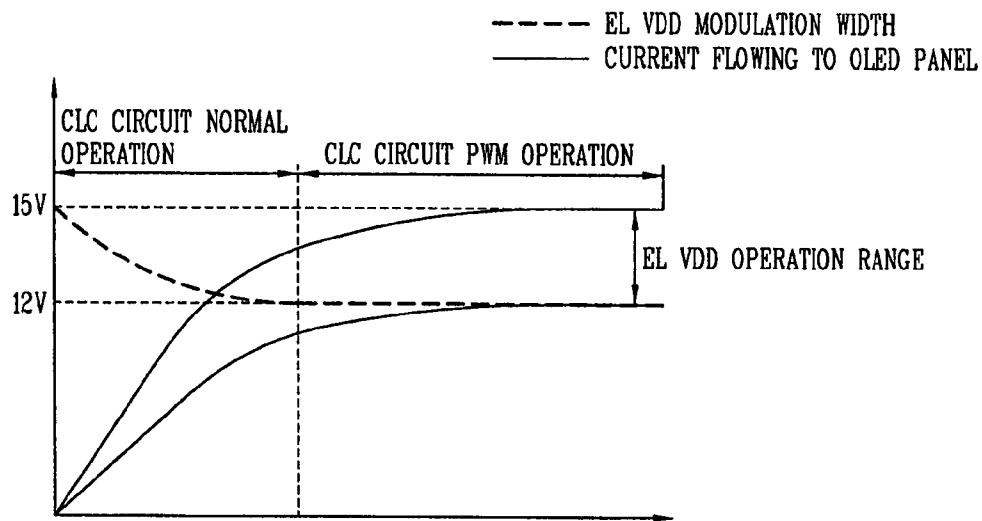 EL VDD MODULATION WIDTH
CURRENT FLOWING TO OLED PANEL
CLC CIRCUIT NORMAL
OPERATION
CLC CIRCUIT PWM OPERATION
15V
EL VDD OPERATION RANGE
12V